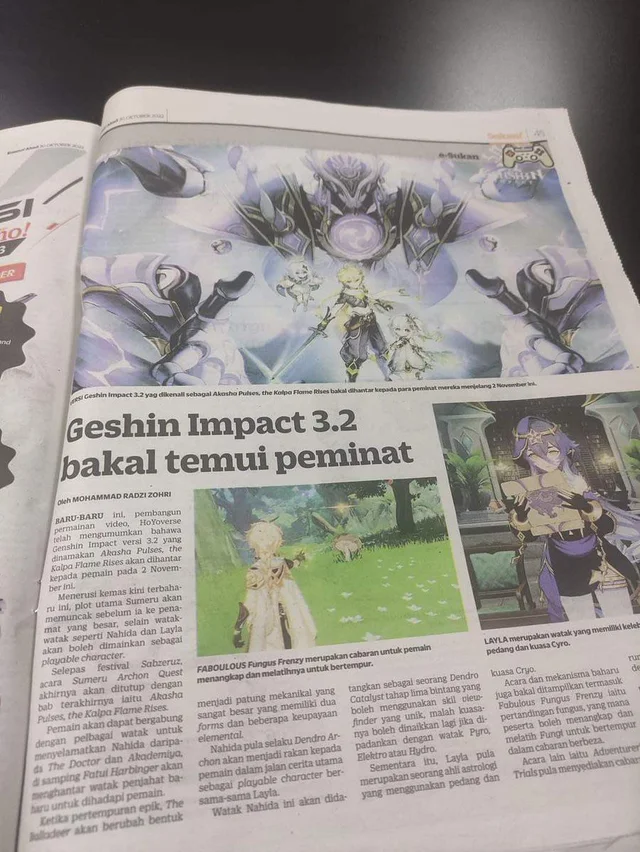 OKTOBER 2022
48
e-Sukan
SI
no!
ER
VERSI Geshin Impact 3.2 yag dikenali sebagai Akasha Pulses, the Kalpa Flame Rises bakal dihantar kepada para peminat mereka menjelang 2 November ini.
Geshin Impact 3.2
bakal temui peminat
Oleh MOHAMMAD RADZI ZOHRI
BARU-BARU ini, pembangun
permainan video, HoYoverse
telah mengumumkan bahawa
Genshin Impact versi 3.2 yang
dinamakan Akasha Pulses, the
Kalpa Flame Rises akan dihantar
kepada pemain pada 2 Novem-
ber ini.
Menerusi kemas kini terbaha-
ru ini, plot utama Sumeru akan
memuncak sebelum ia ke pena-
mat yang besar, selain watak-
watak seperti Nahida dan Layla
akan boleh dimainkan sebagai
playable character.
Selepas festival Sabzeruz,
acara Sumeru Archon Quest
akhirnya akan ditutup dengan
bab terakhirnya iaitu Akasha
Pulses, the Kalpa Flame Rises.
Pemain akan dapat bergabung
dengan pelbagai watak untuk
menyelamatkan Nahida daripa-
da The Doctor dan Akademiya,
di samping Fatui Harbinger akan
menghantar watak penjahat ba-
haru untuk dihadapi pemain.
Ketika pertempuran epik, The
Balladeer akan berubah bentuk
FABOULOUS Fungus Frenzy merupakan cabaran untuk pemain
menangkap dan melatihnya untuk bertempur.
menjadi patung mekanikal yang
sangat besar yang memiliki dua
forms dan beberapa keupayaan
elemental.
Nahida pula selaku Dendro Ar-
chon akan menjadi rakan kepada
pemain dalam jalan cerita utama
sebagai playable character ber-
sama-sama Layla.
Watak Nahida ini akan dida-
tangkan sebagai seorang Dendro
Catalyst tahap lima bintang yang
boleh menggunakan skil view-
finder yang unik, malah kuasa-
nya boleh dinaikkan lagi jika di-
padankan dengan watak Pyro,
Elektro atau Hydro.
Sementara itu, Layla pula
merupakan seorang ahli astrologi
yang menggunakan pedang dan
LAYLA merupakan watak yang memiliki
pedang dan kuasa Cyro.
kuasa Cryo.
Acara dan mekanisma baharu
juga bakal ditampilkan termasuk
Fabulous Fungus Frenzy iaitu
pertandingan fungus, yang mana
peserta boleh menangkap dan
melatih Fungi untuk bertempur
dalam cabaran berbeza.
Acara lain iaitu Adventurer
Trials pula menyediakan cabar